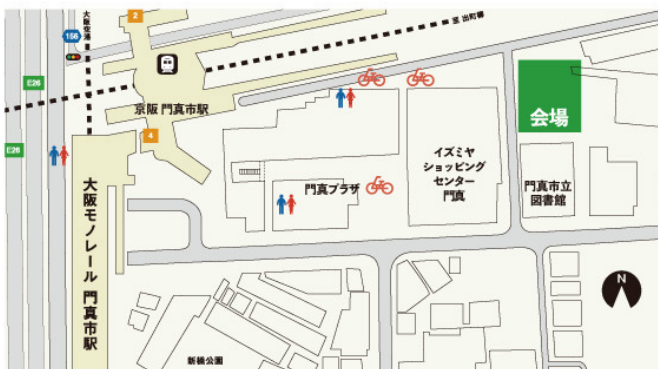 2
大阪空港
156
至 出町柳
E26
京阪 門真市駅
4
会場
E26
イズミヤ
ショッピング
センター
門真
門真プラザ
門真市立
図書館
大阪モノレール 門真市駅
N
新橋公園